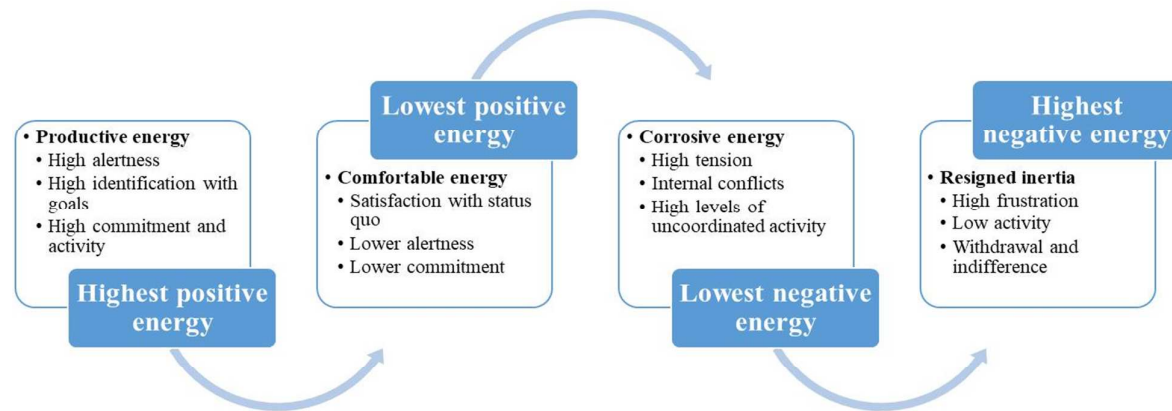 • Productive energy
• High alertness
• High identification with
goals
• High commitment and
activity
Highest positive
energy
Lowest positive
energy
• Comfortable energy
• Satisfaction with status
quo
• Lower alertness
• Lower commitment
• Corrosive energy
• High tension
• Internal conflicts
• High levels of
uncoordinated activity
Lowest negative
energy
Highest
negative energy
• Resigned inertia
• High frustration
• Low activity
• Withdrawal and
indifference